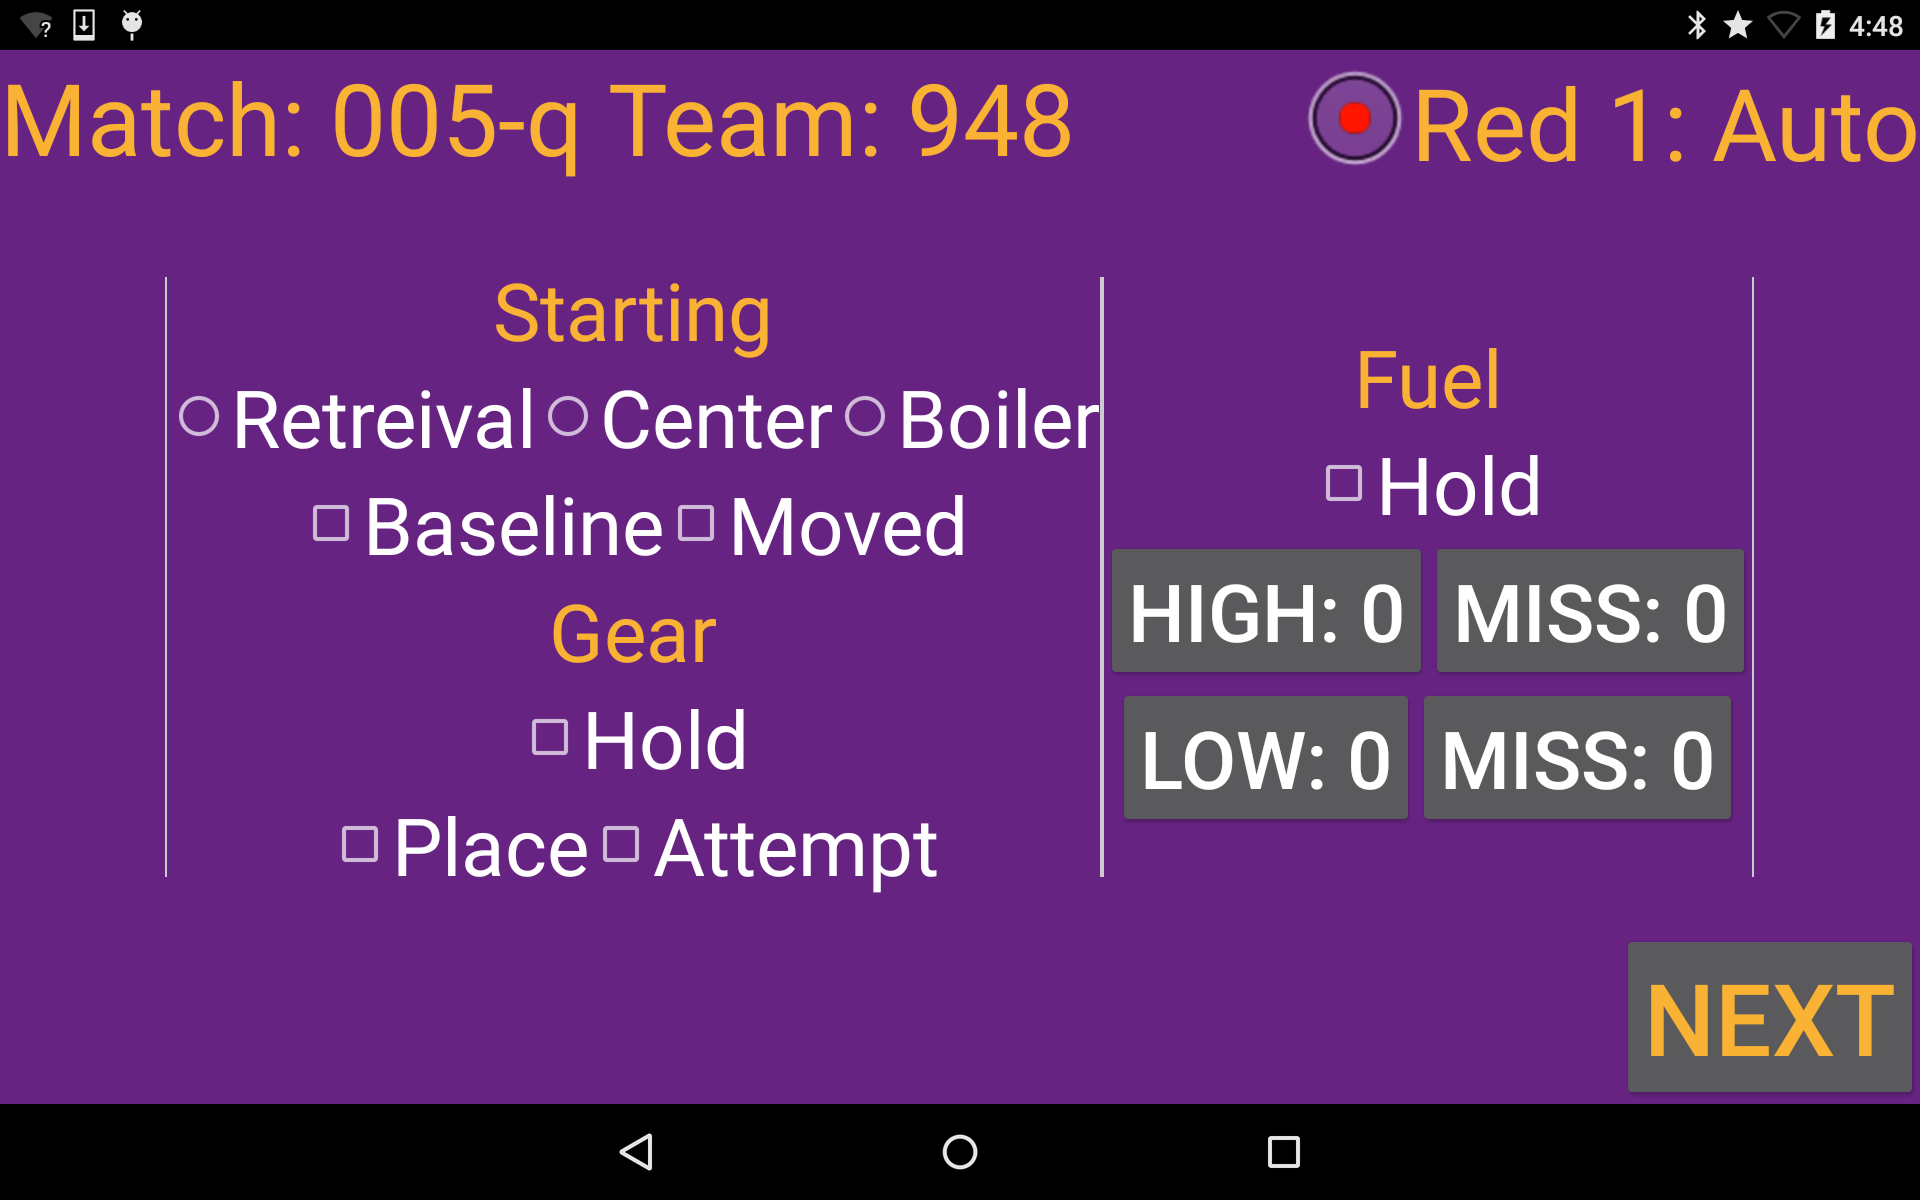 4:48
Match: 005-q Team: 948
Red 1: Auto
Starting
Retreival Center Boiler
Baseline Moved
Gear
Hold
Place Attempt
Fuel
Hold
HIGH: 0 MISS: 0
LOW: 0 MISS: 0
NEXT